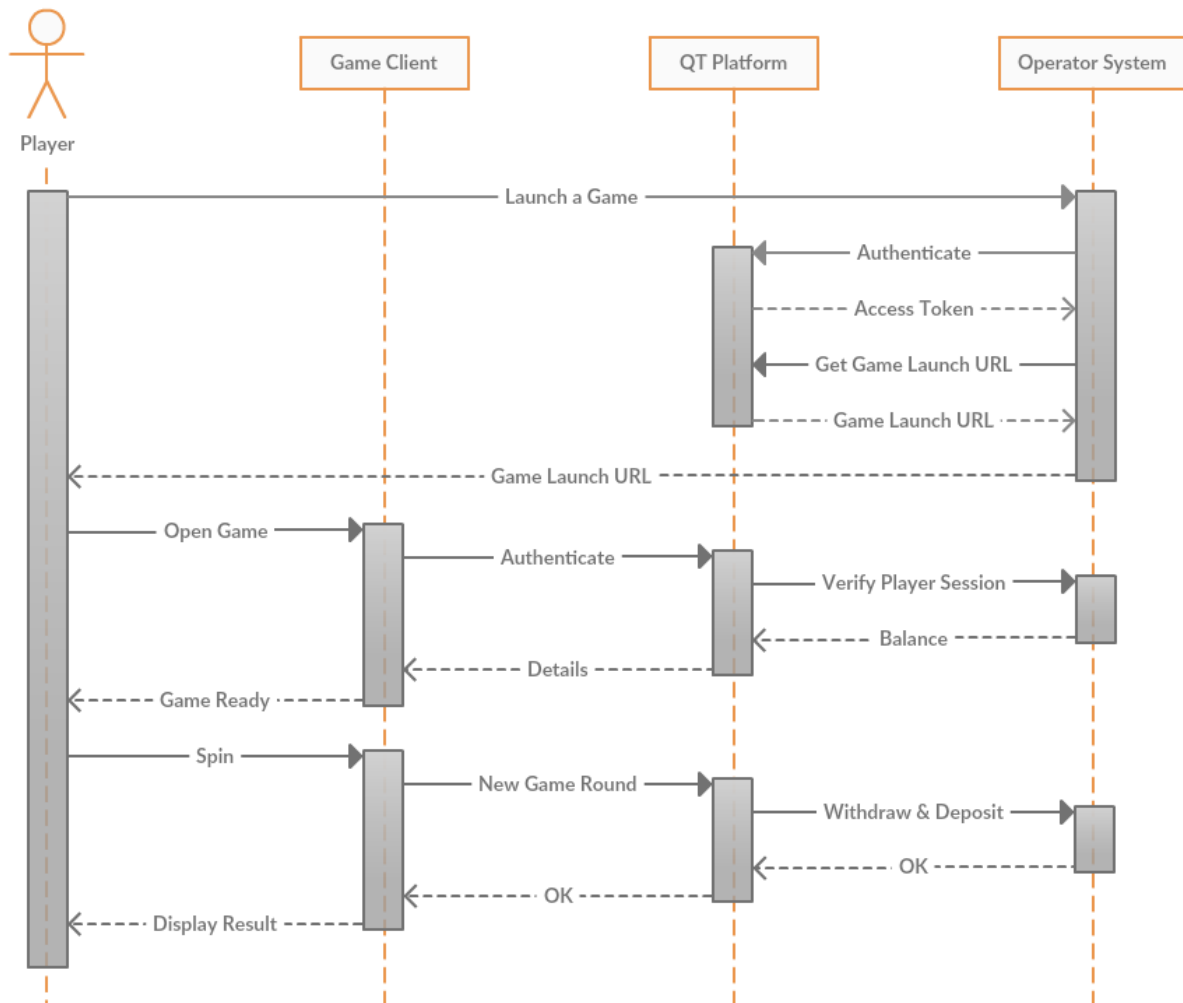 Game Client
QT Platform
Operator System
Player
Launch a Game
Authenticate
Access Token
Get Game Launch URL
Game Launch URL
Game Launch URL
Open Game
Authenticate
Verify Player Session
Balance
Details
Game Ready
Spin
New Game Round
Withdraw & Deposit
OK
OK
Display Result